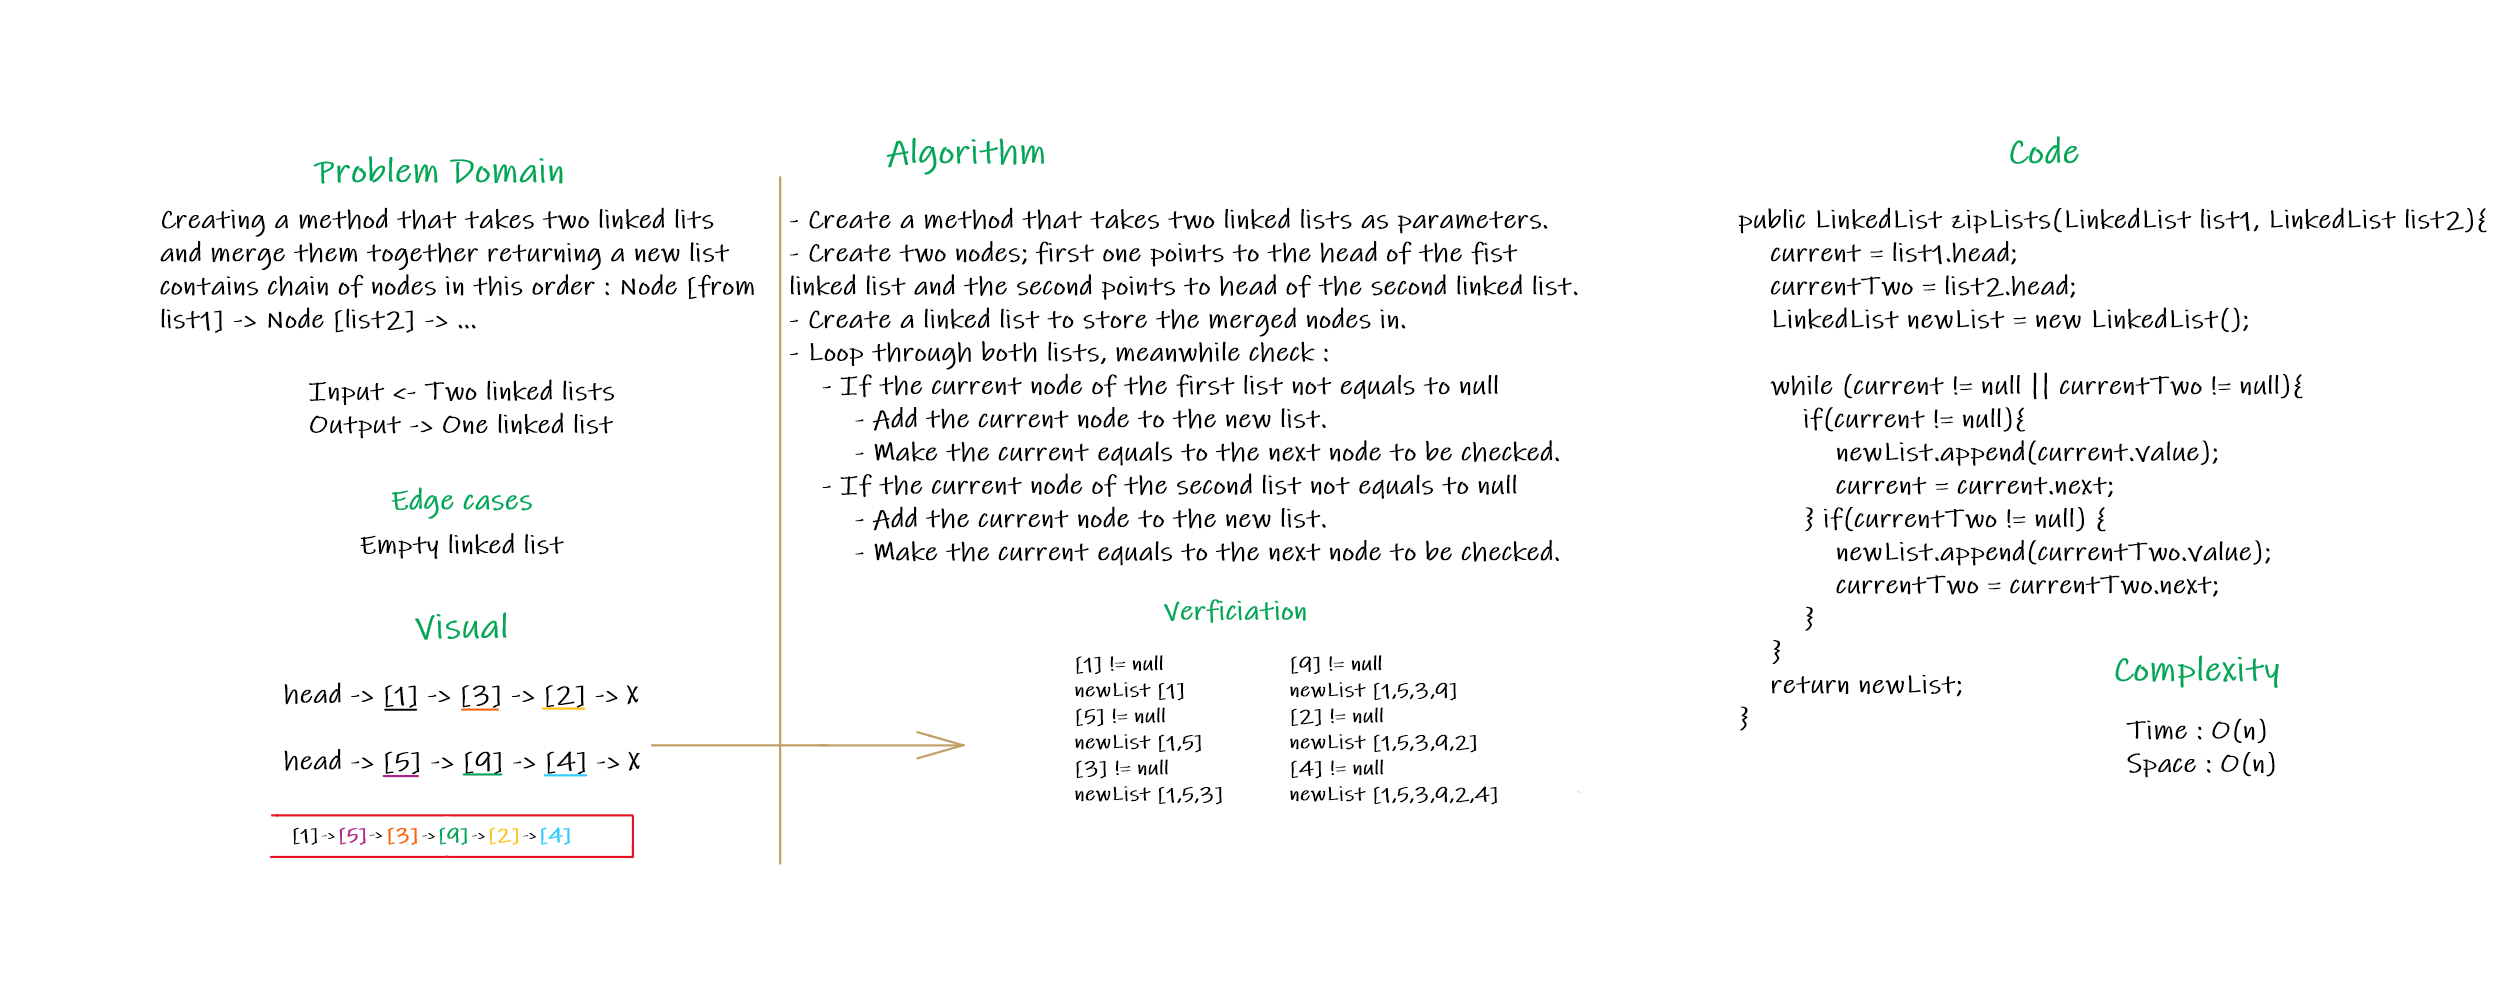 Problem Domain
Creating a method that takes two linked lits
and merge them together returning a new list
contains chain of nodes in this order : Node [from
list1] -> Node [list2] -> ...
Input <- Two linked lists
Output -> One linked list
Edge cases
Empty linked list
Visual
head -> [1] -> [3] -> [2] -> X
head -> [5] -> [9] -> [4] -> X
[1] -> [5] -> [3] -> [9] -> [2] -> [4]
Algorithm
- Create a method that takes two linked lists as parameters.
- Create two nodes; first one points to the head of the fist
linked list and the second points to head of the second linked list.
- Create a linked list to store the merged nodes in.
- Loop through both lists, meanwhile check :
- If the current node of the first list not equals to null
- Add the current node to the new list.
- Make the current equals to the next node to be checked.
- If the current node of the second list not equals to null
- Add the current node to the new list.
- Make the current equals to the next node to be checked.
Verficiation
[1] != null
newList [1]
[5] != null
newList [1,5]
[3] != null
newList [1,5,3]
[9] != null
newList [1,5,3,9]
[2] != null
newList [1,5,3,9,2]
[4] != null
newList [1,5,3,9,2,4]
Code
public LinkedList zipLists(LinkedList list1, LinkedList list2){
current = list1.head;
currentTwo = list2.head;
LinkedList newList = new LinkedList();
while (current != null || currentTwo != null){
if(current != null){
newList.append(current.value);
current = current.next;
} if(currentTwo != null) {
newList.append(currentTwo.value);
currentTwo = currentTwo.next;
}
}
return newList;
}
Complexity
Time : O(n)
Space : O(n)